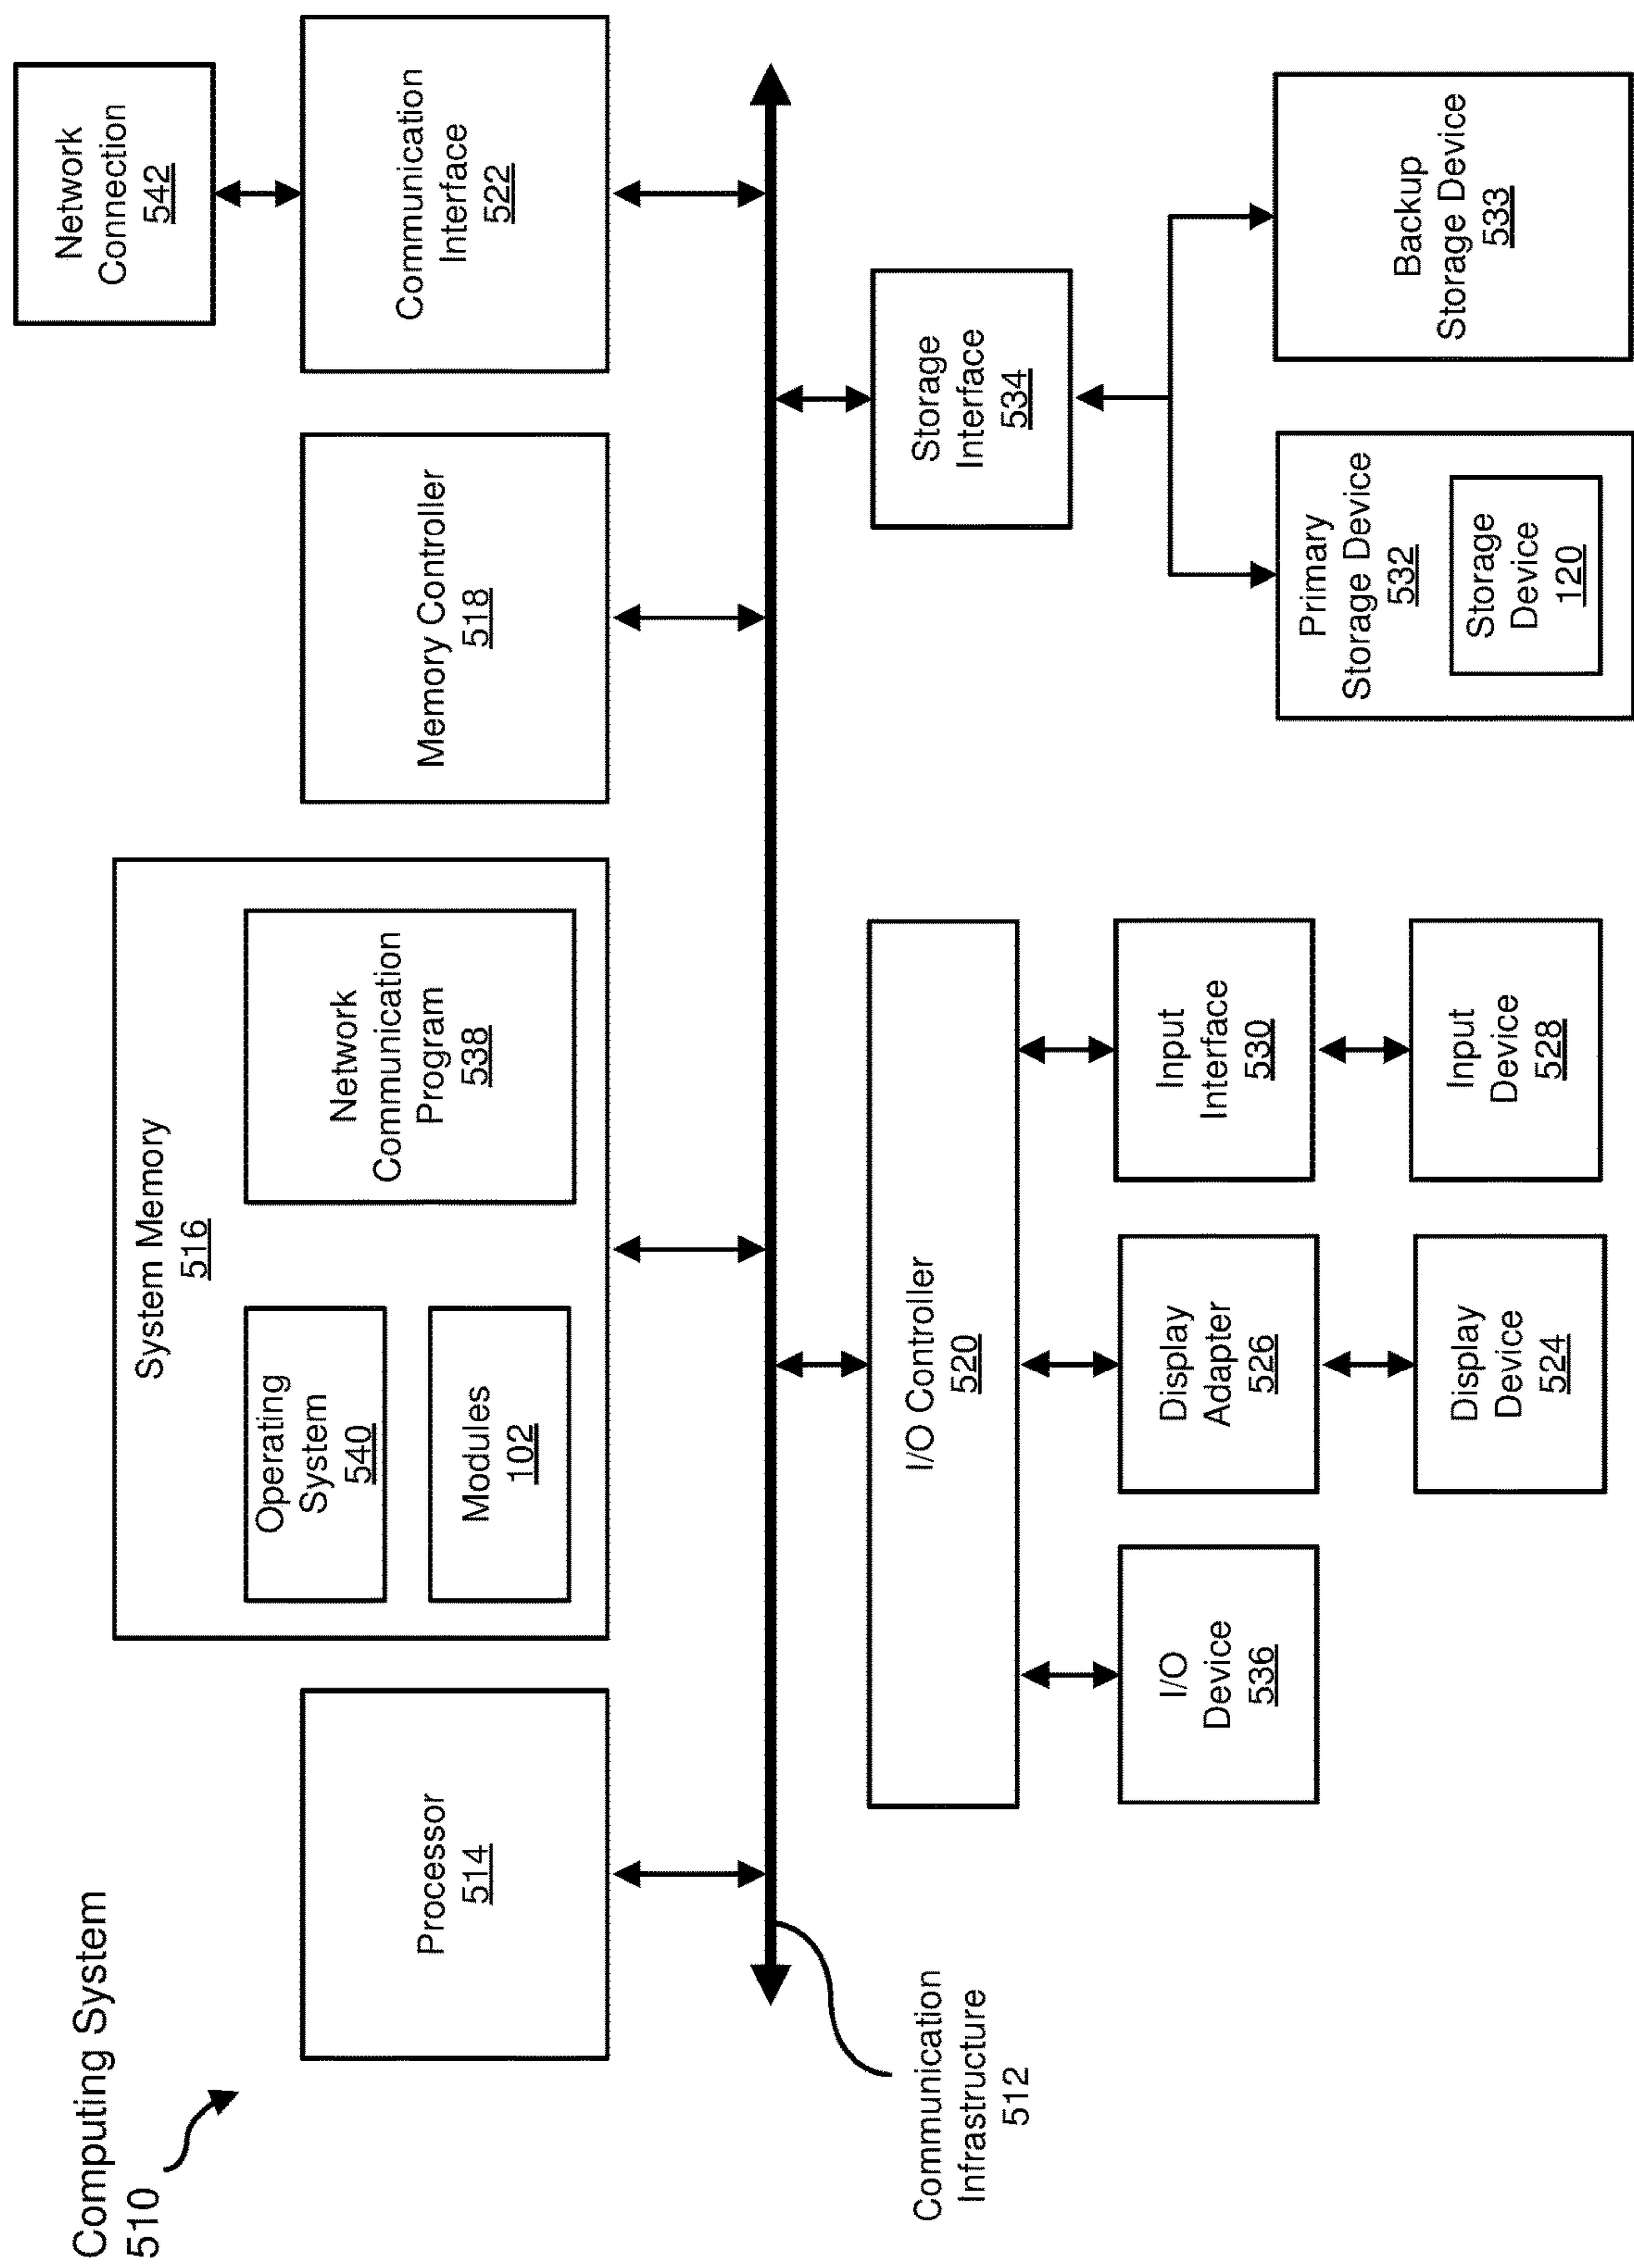 Computing System
510
Processor
514
System Memory
516
Operating
System
540
Modules
102
Network
Communication
Program
538
Memory Controller
518
Communication
Interface
522
Network
Connection
542
Communication
Infrastructure
512
I/O Controller
520
I/O
Device
536
Display
Adapter
526
Input
Interface
530
Display
Device
524
Input
Device
528
Storage
Interface
534
Primary
Storage Device
532
Storage
Device
120
Backup
Storage Device
533